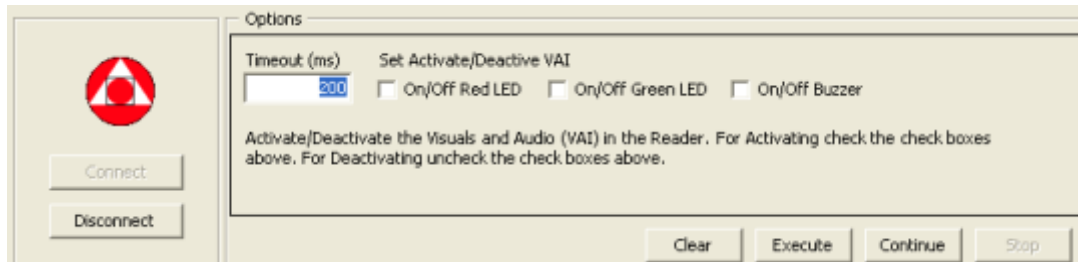 Options
Timeout (ms) Set Activate/Deactive VAI
200 On/Off Red LED On/Off Green LED On/Off Buzzer
Activate/Deactivate the Visuals and Audio (VAI) in the Reader. For Activating check the check boxes
above. For Deactivating uncheck the check boxes above.
Connect
Disconnect
Clear Execute Continue Stop